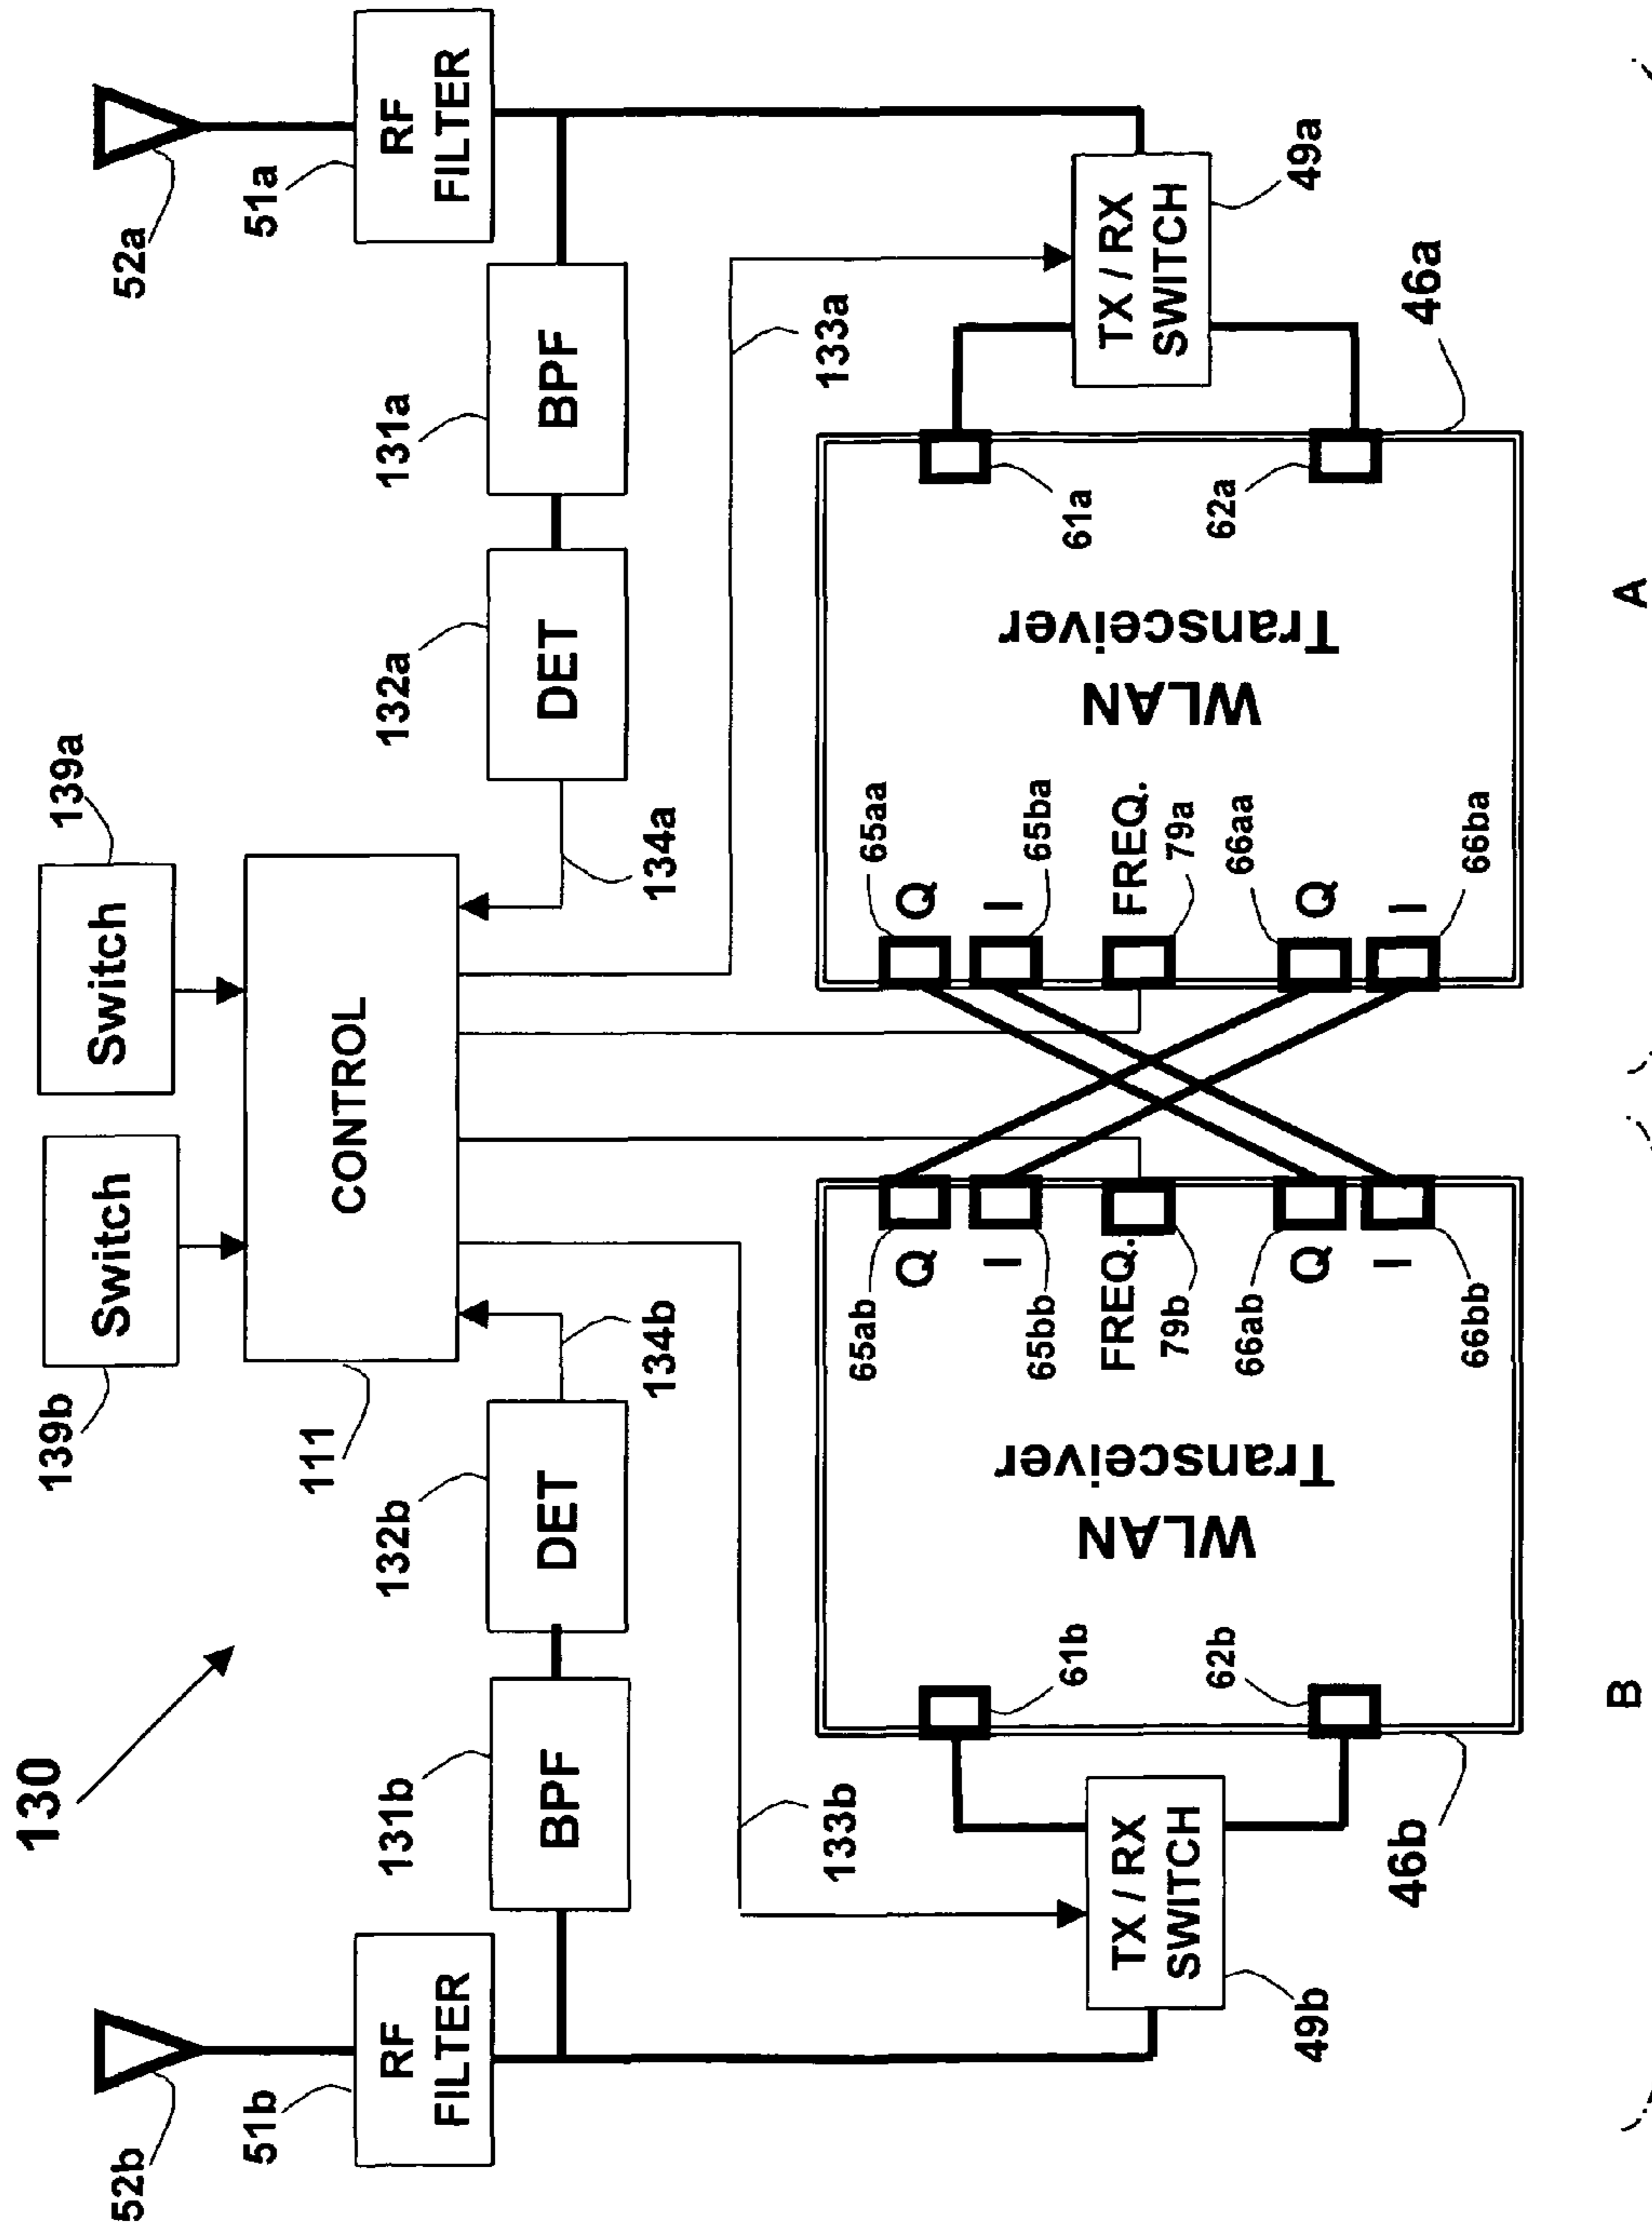 130
52b
51b
RF
FILTER
131b
BPF
132b
DET
134b
133b
139b
Switch
139a
Switch
111
CONTROL
134a
132a
DET
131a
BPF
133a
52a
51a
RF
FILTER
49b
TX / RX
SWITCH
61b
62b
46b
WLAN
Transceiver
65ab
Q
65bb
I
FREQ.
79b
66ab
Q
66bb
I
65aa
Q
65ba
I
FREQ.
79a
66aa
Q
66ba
I
WLAN
Transceiver
61a
62a
46a
TX / RX
SWITCH
49a
B
A